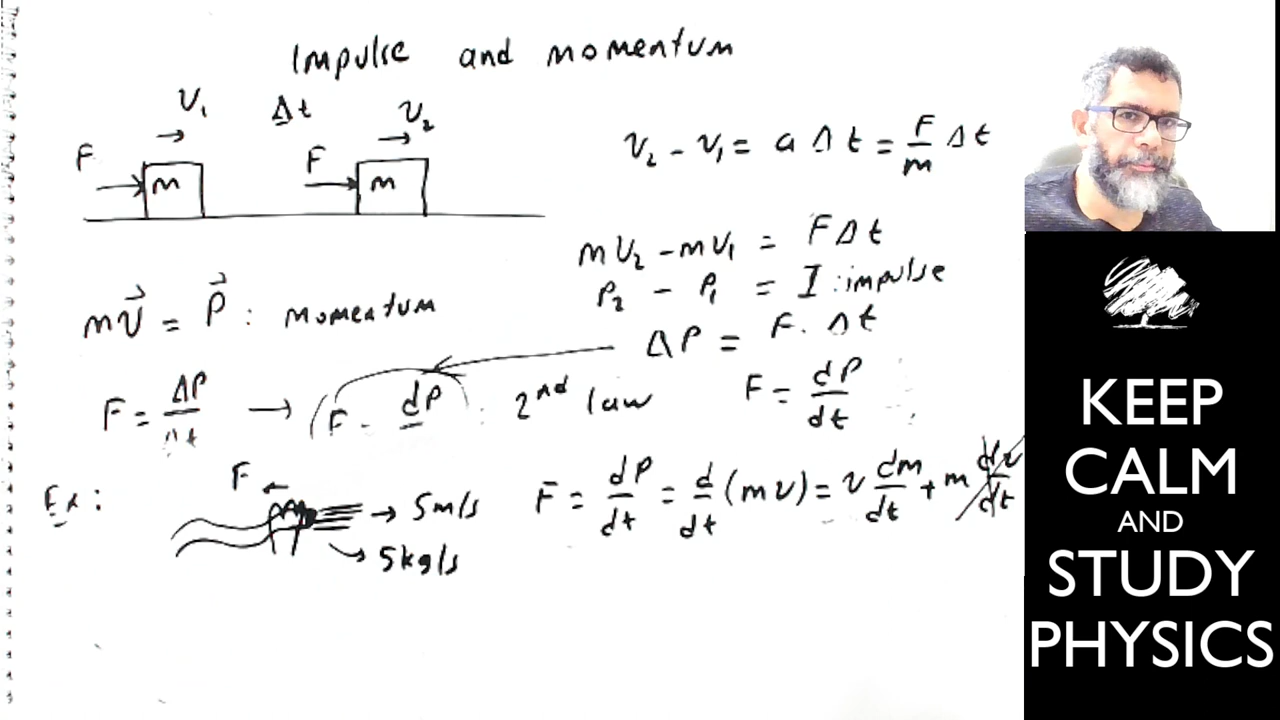 Impulse and momentum
V₁ Δt V₂
F m F m
V₂ - V₁ = a Δt = F/m Δt
mV₂ - mV₁ = FΔt
P₂ - P₁ = I : impulse
mv⃗ = P⃗ : momentum
ΔP = F. Δt
F = ΔP/Δt → (F - dP/ ) : 2nd law
F = dP/dt
Ex :
F
5m/s
5kg/s
F = dP/dt = d/dt (mv) = v dm/dt + m dv/dt
KEEP
CALM
AND
STUDY
PHYSICS